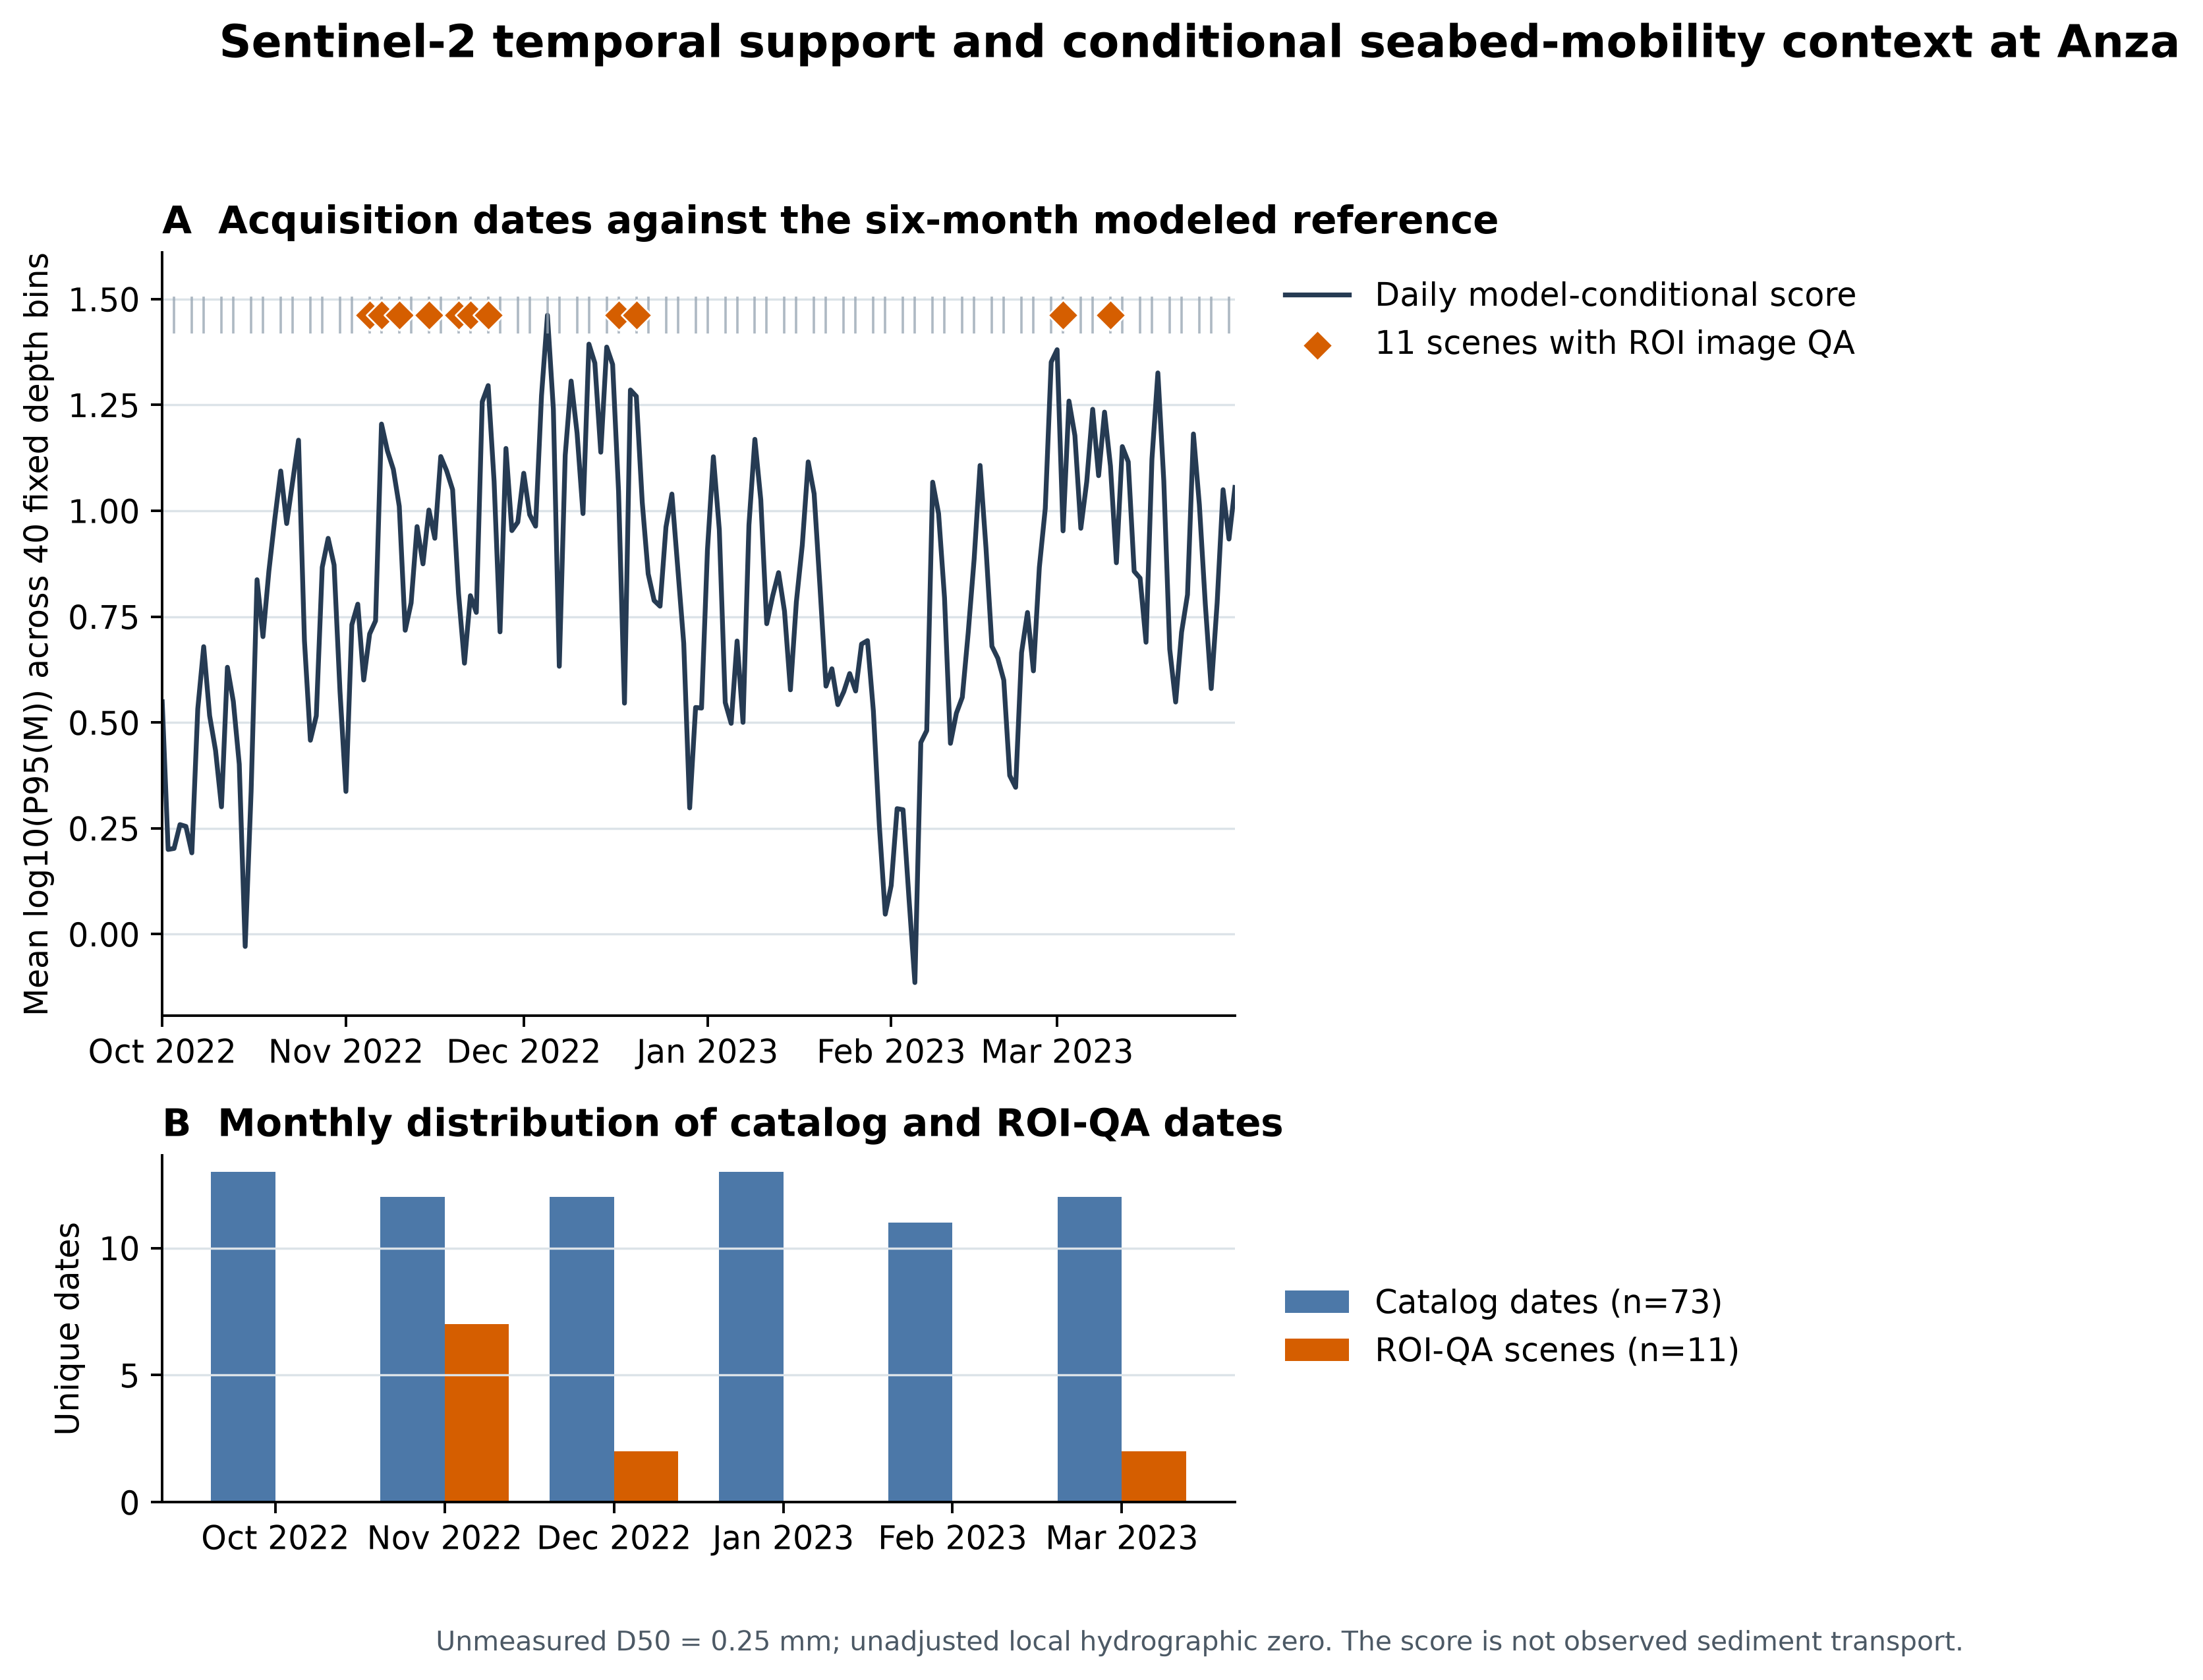 Sentinel-2 temporal support and conditional seabed-mobility context at Anza
A Acquisition dates against the six-month modeled reference
Mean log10(P95(M)) across 40 fixed depth bins
1.50
1.25
1.00
0.75
0.50
0.25
0.00
Oct 2022 Nov 2022 Dec 2022 Jan 2023 Feb 2023 Mar 2023
Daily model-conditional score
11 scenes with ROI image QA
B Monthly distribution of catalog and ROI-QA dates
Unique dates
10
5
0
Oct 2022 Nov 2022 Dec 2022 Jan 2023 Feb 2023 Mar 2023
Catalog dates (n=73)
ROI-QA scenes (n=11)
Unmeasured D50 = 0.25 mm; unadjusted local hydrographic zero. The score is not observed sediment transport.